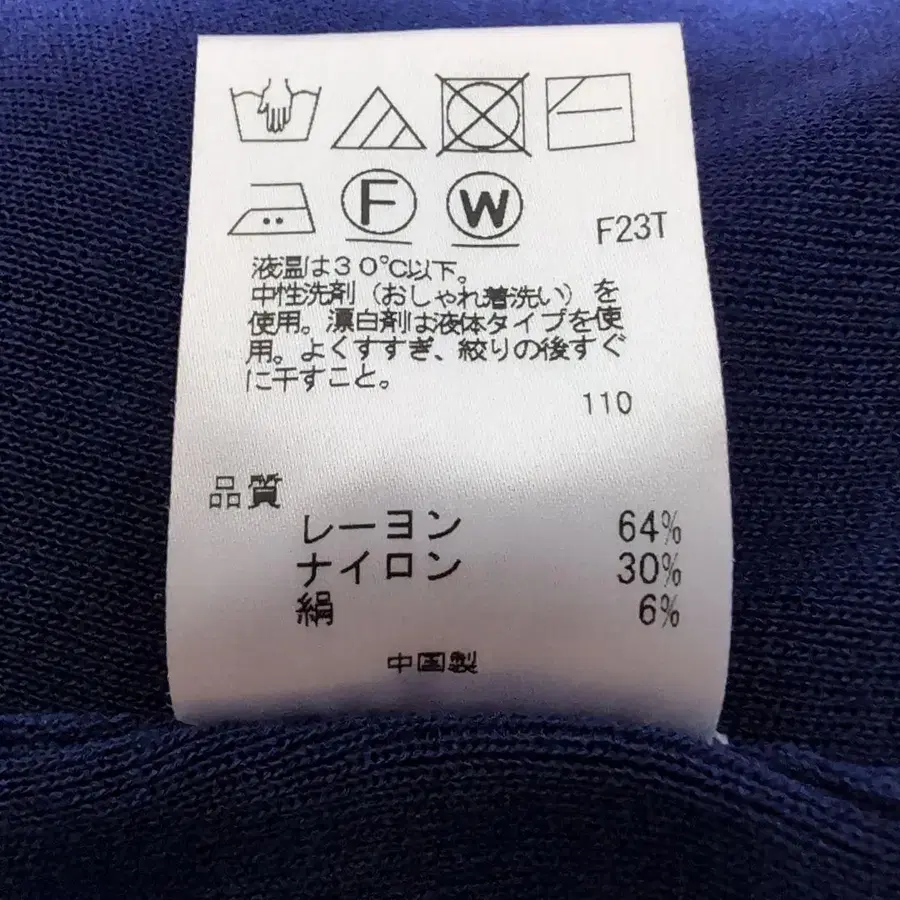 F W F23T
液温は30℃以下。
中性洗剤（おしゃれ着洗い）を
使用。漂白剤は液体タイプを使
用。よくすすぎ、絞りの後すぐ
に干すこと。
110
品質
レーヨン 64%
ナイロン 30%
絹 6%
中国製